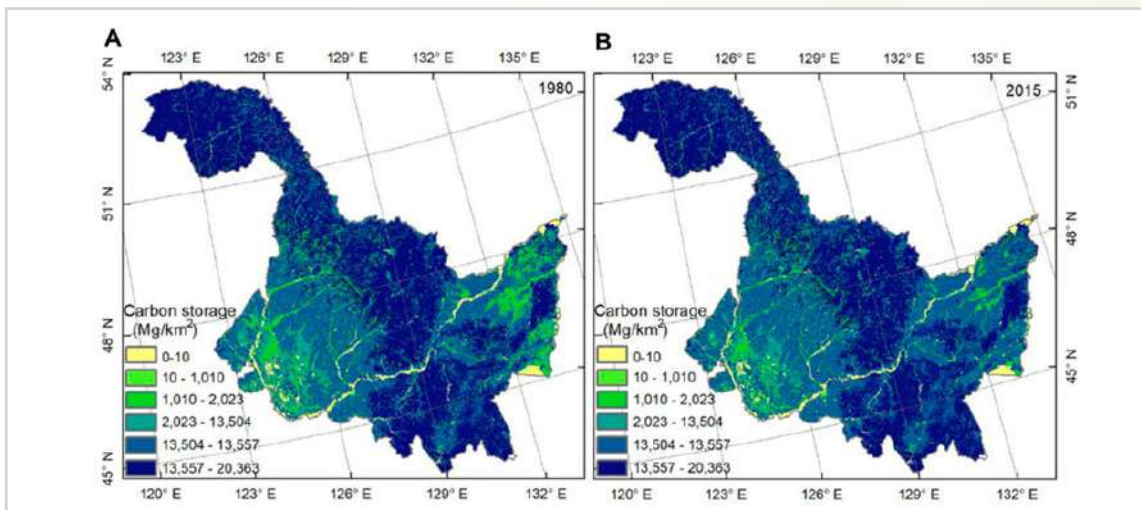 A
B
123° E 126° E 129° E 132° E 135° E
123° E 126° E 129° E 132° E 135° E
54° N
1980
2015
51° N
51° N
48° N
Carbon storage
(Mg/km²)
0-10
10 - 1,010
1,010 - 2,023
2,023 - 13,504
13,504 - 13,557
13,557 - 20,363
48° N
45° N
Carbon storage
(Mg/km²)
0-10
10 - 1,010
1,010 - 2,023
2,023 - 13,504
13,504 - 13,557
13,557 - 20,363
45° N
120° E 123° E 126° E 129° E 132° E
120° E 123° E 126° E 129° E 132° E